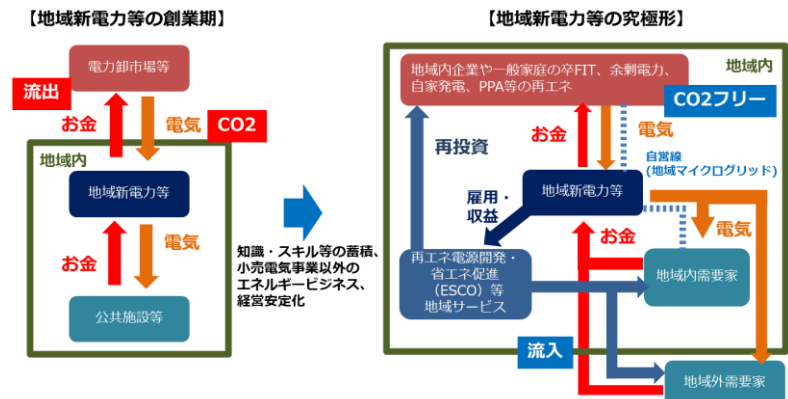 【地域新電力等の創業期】
電力卸市場等
流出
お金
電気
CO2
地域内
地域新電力等
お金
電気
公共施設等
知識・スキル等の蓄積、
小売電気事業以外の
エネルギービジネス、
経営安定化
【地域新電力等の究極形】
地域内企業や一般家庭の卒FIT、余剰電力、
自家発電、PPA等の再エネ
地域内
CO2フリー
再投資
お金
電気
自営線
(地域マイクログリッド)
雇用・
収益
地域新電力等
電気
お金
再エネ電源開発・
省エネ促進
（ESCO）等
地域サービス
地域内需要家
流入
地域外需要家